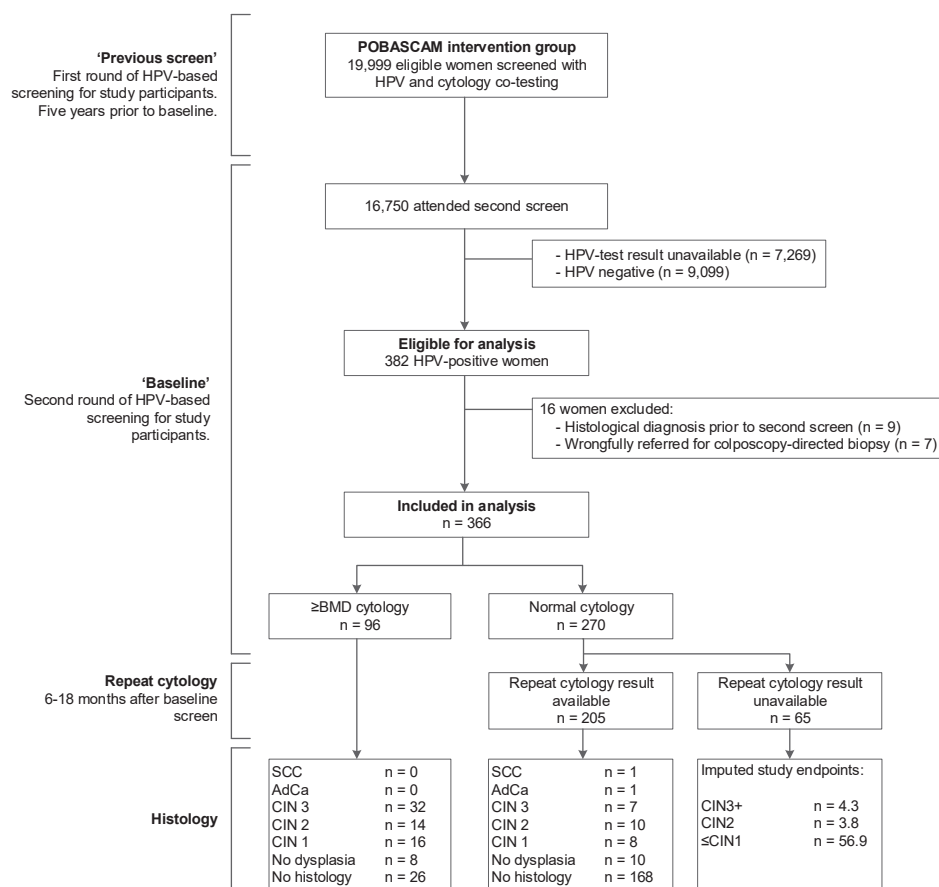 'Previous screen'
First round of HPV-based
screening for study participants.
Five years prior to baseline.
POBASCAM intervention group
19,999 eligible women screened with
HPV and cytology co-testing
16,750 attended second screen
- HPV-test result unavailable (n = 7,269)
- HPV negative (n = 9,099)
Eligible for analysis
382 HPV-positive women
'Baseline'
Second round of HPV-based
screening for study
participants.
16 women excluded:
- Histological diagnosis prior to second screen (n = 9)
- Wrongfully referred for colposcopy-directed biopsy (n = 7)
Included in analysis
n = 366
≥BMD cytology
n = 96
Normal cytology
n = 270
Repeat cytology
6-18 months after baseline
screen
Repeat cytology result
available
n = 205
Repeat cytology result
unavailable
n = 65
Histology
SCC n = 0
AdCa n = 0
CIN 3 n = 32
CIN 2 n = 14
CIN 1 n = 16
No dysplasia n = 8
No histology n = 26
SCC n = 1
AdCa n = 1
CIN 3 n = 7
CIN 2 n = 10
CIN 1 n = 8
No dysplasia n = 10
No histology n = 168
Imputed study endpoints:
CIN3+ n = 4.3
CIN2 n = 3.8
≤CIN1 n = 56.9